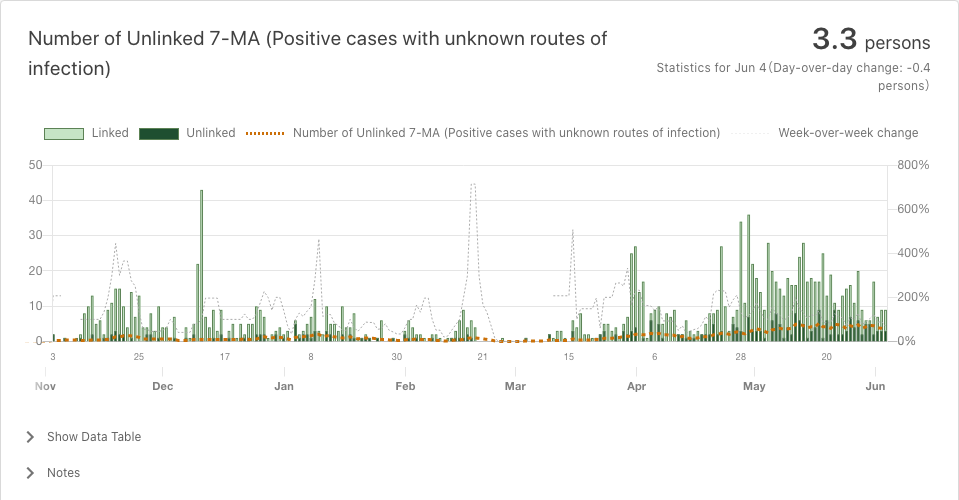 Number of Unlinked 7-MA (Positive cases with unknown routes of
infection)
3.3 persons
Statistics for Jun 4(Day-over-day change: -0.4
persons)
Linked Unlinked Number of Unlinked 7-MA (Positive cases with unknown routes of infection) Week-over-week change
50 800%
40 600%
30 400%
20
10 200%
0 0%
3 25 17 8 30 21 15 6 28 20
Nov Dec Jan Feb Mar Apr May Jun
Show Data Table
Notes